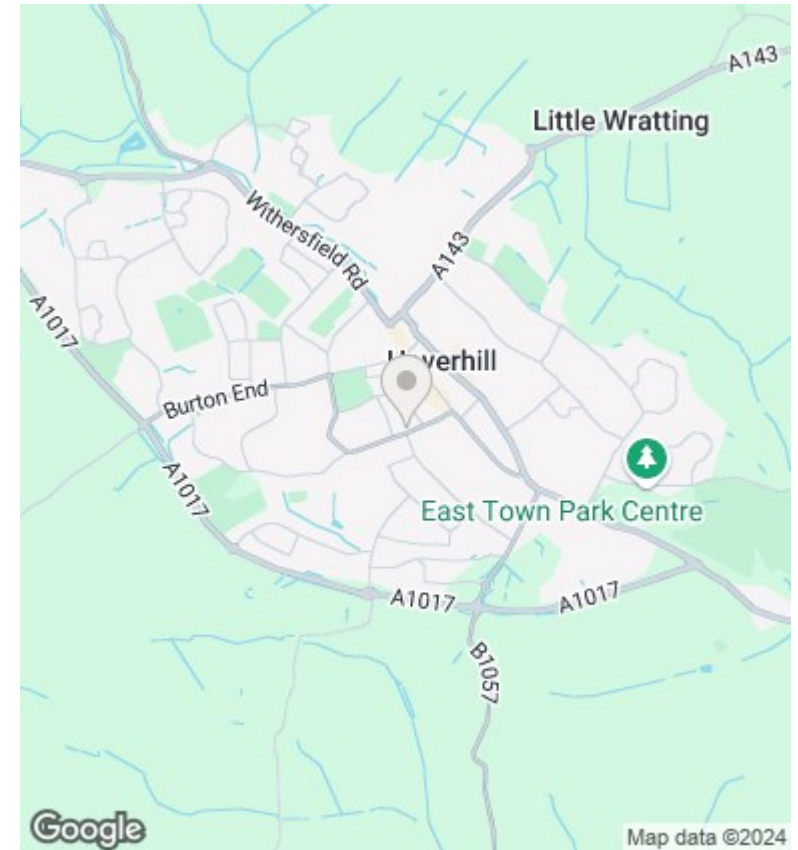 A143
Little Wratting
Withersfield Rd
A143
A1017
Haverhill
Burton End
A1017
East Town Park Centre
A1017
A1017
B1057
Google
Map data ©2024